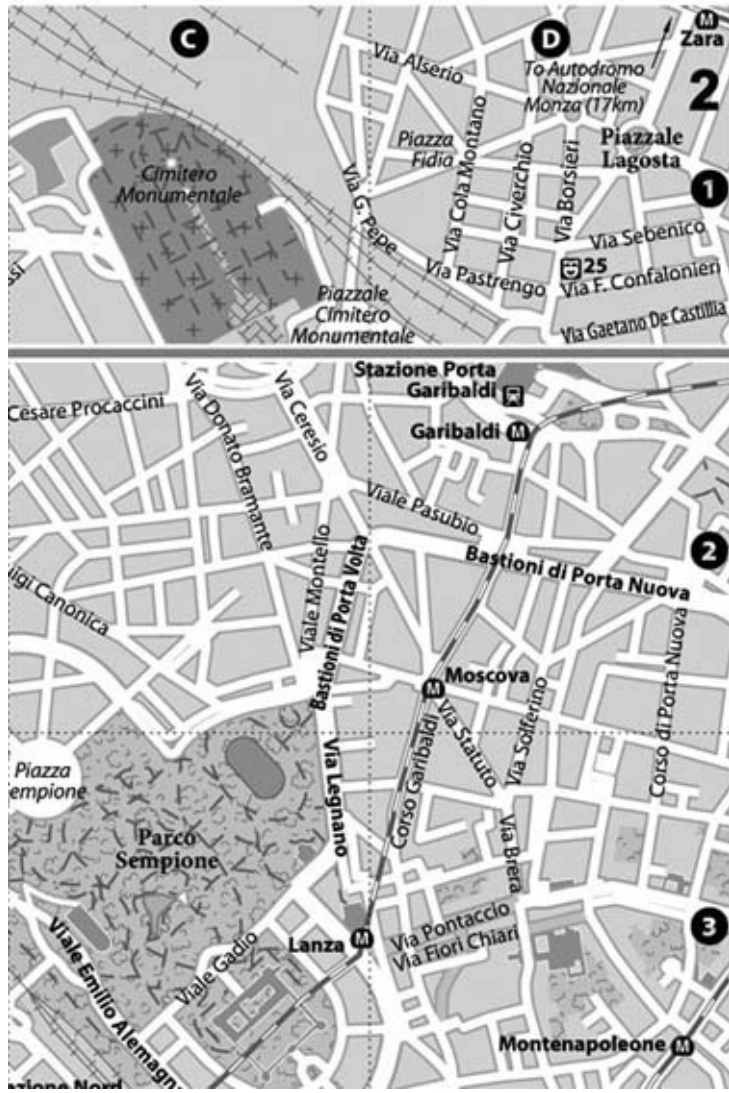 C
D
M
Zara
Via Alserio
To Autodromo
Nazionale
Monza (17km)
2
Piazza
Fidia
Via Cola Montano
Via Civerchio
Via Borsieri
Piazzale
Lagosta
1
Cimitero
Monumentale
Via G. Pepe
Via Sebenico
Via Pastrengo
25
Via F. Confalonieri
Piazzale
Cimitero
Monumentale
Via Gaetano De Castillia
Stazione Porta
Garibaldi
Garibaldi M
Cesare Procaccini
Via Donato Bramante
Via Ceresio
Viale Pasubio
2
Bastioni di Porta Nuova
Viale Montello
Bastioni di Porta Volta
uigi Canonica
Moscova
M
Via Solferino
Corso di Porta Nuova
Via Statuto
Piazza
empione
Via Legnano
Corso Garibaldi
Parco
Sempione
Via Brera
3
Lanza M
Via Pontaccio
Via Fiori Chiari
Viale Gadio
Viale Emilio Alemagn
Montenapoleone M
azione Nord